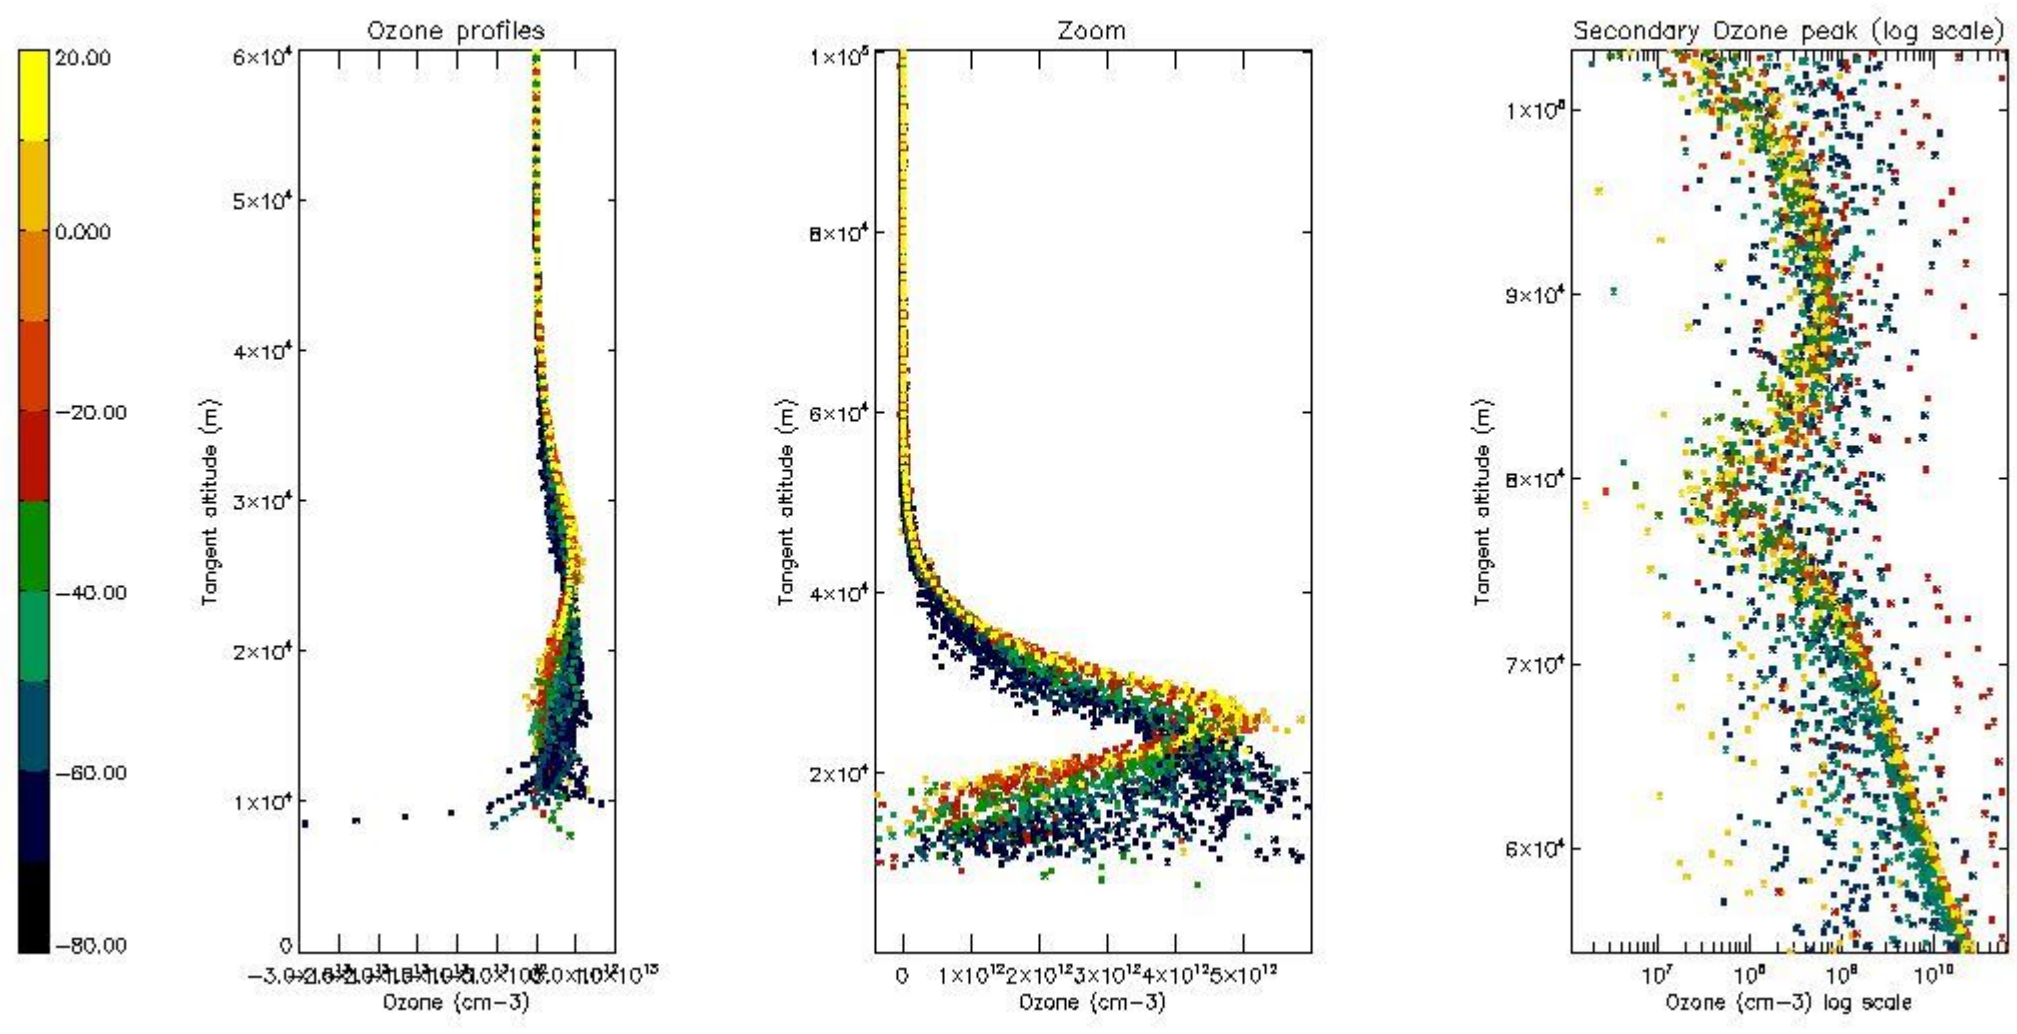 Ozone profiles
Zoom
Secondary Ozone peak (log scale)
20.00
0.000
−20.00
−40.00
−60.00
−80.00
6×10⁴
5×10⁴
4×10⁴
3×10⁴
2×10⁴
1×10⁴
0
Tangent altitude (m)
Ozone (cm−3)
1×10⁵
8×10⁴
6×10⁴
4×10⁴
2×10⁴
Tangent altitude (m)
0 1×10¹² 2×10¹² 3×10¹² 4×10¹² 5×10¹²
Ozone (cm−3)
9×10⁴
8×10⁴
7×10⁴
6×10⁴
Tangent altitude (m)
10⁷ 10⁸ 10⁹ 10¹⁰
Ozone (cm−3) log scale